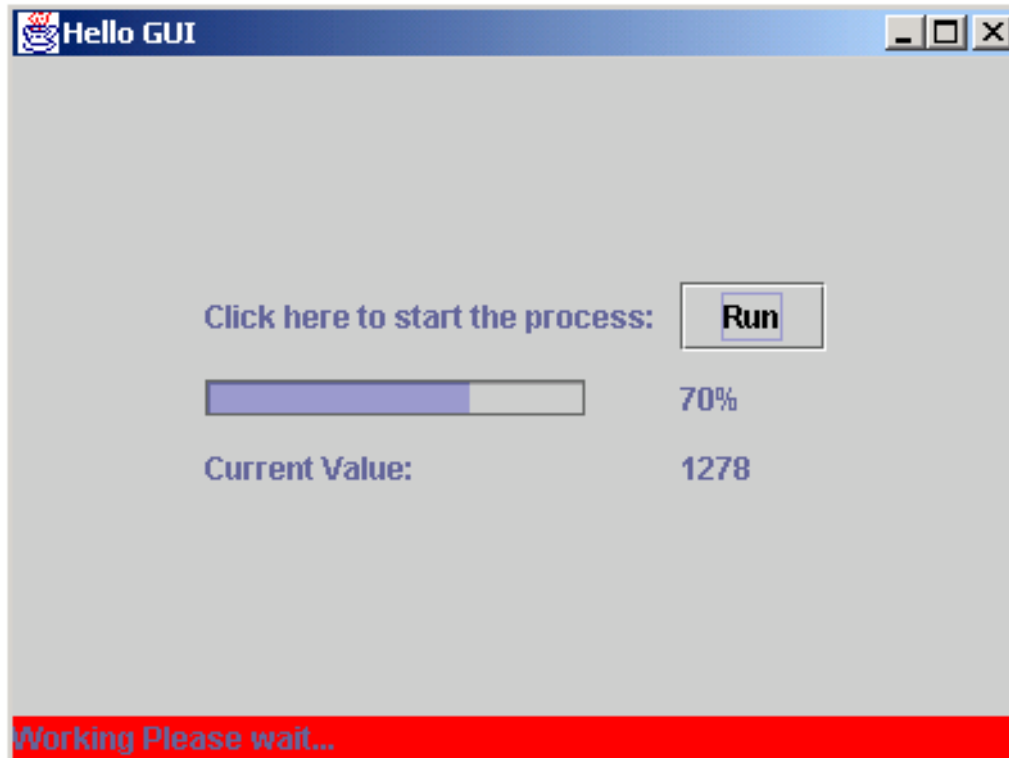 Hello GUI
Click here to start the process: Run
70%
Current Value: 1278
Working Please wait...